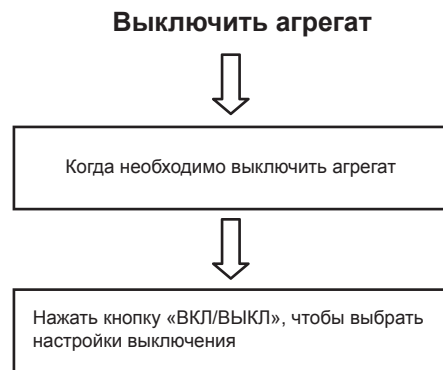 Выключить агрегат
Когда необходимо выключить агрегат
Нажать кнопку «ВКЛ/ВЫКЛ», чтобы выбрать
настройки выключения